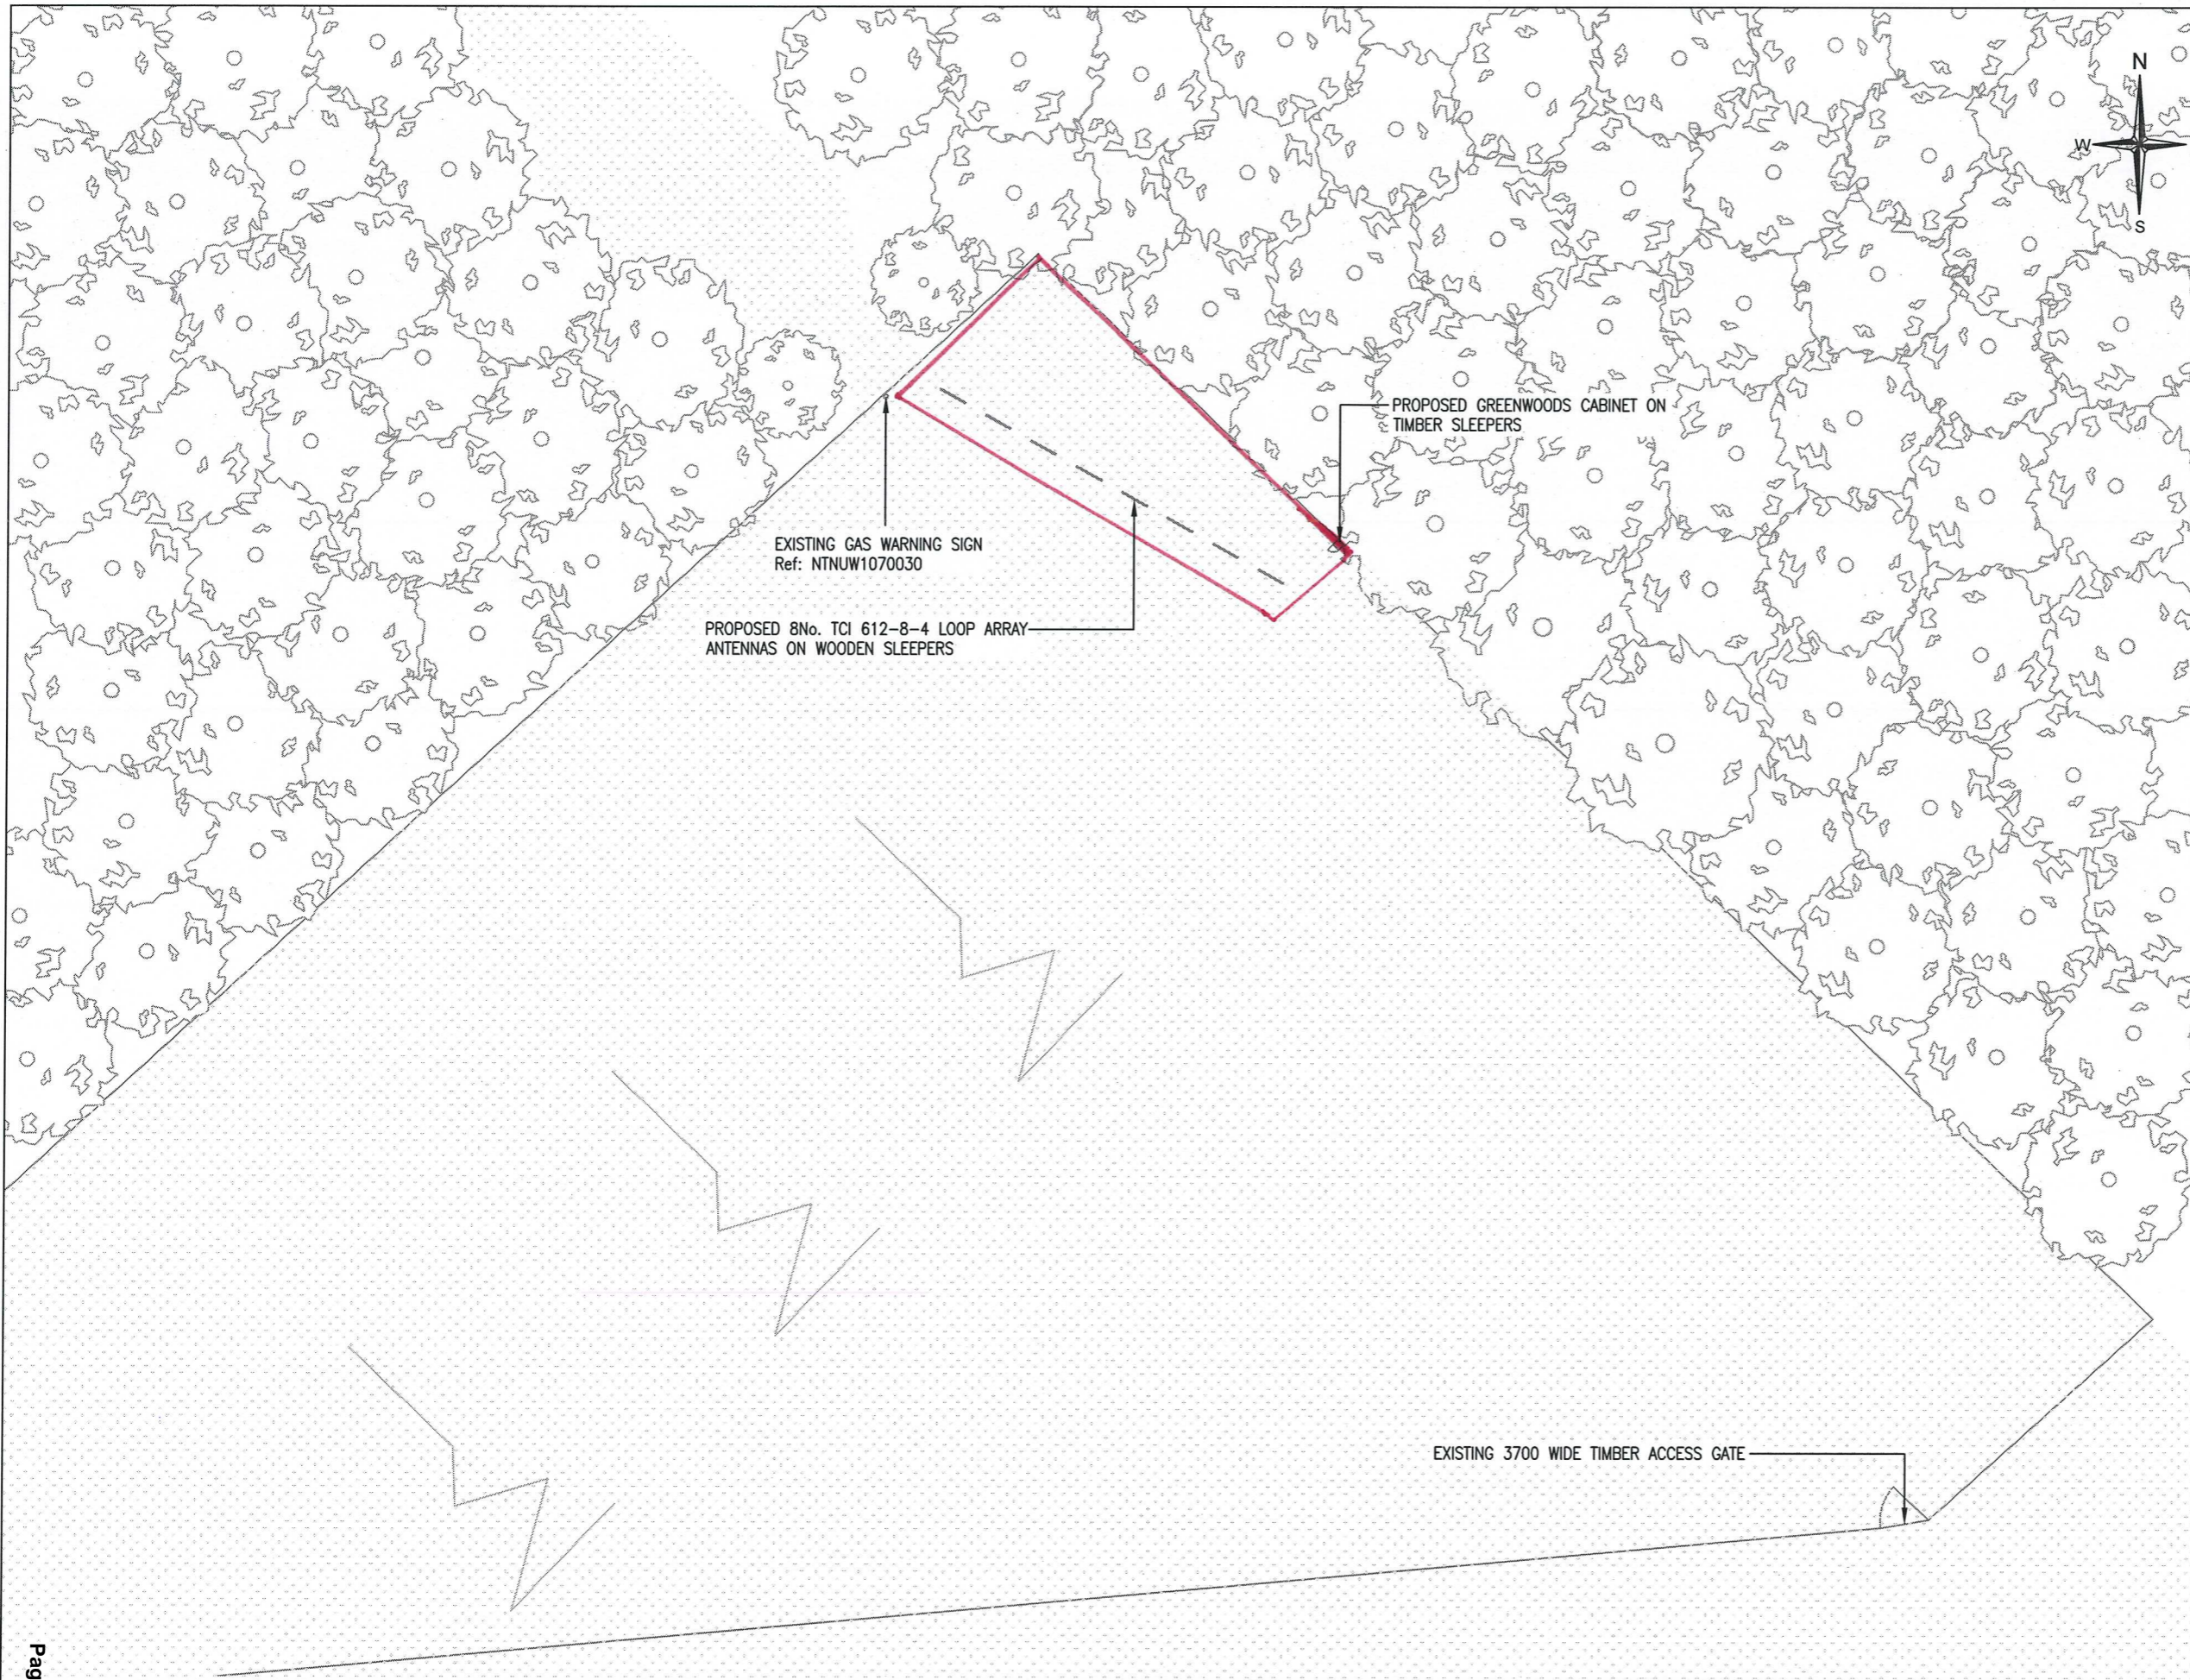 N
W
S
PROPOSED GREENWOODS CABINET ON
TIMBER SLEEPERS
EXISTING GAS WARNING SIGN
Ref: NTNUW1070030
PROPOSED 8No. TCI 612-8-4 LOOP ARRAY
ANTENNAS ON WOODEN SLEEPERS
EXISTING 3700 WIDE TIMBER ACCESS GATE
Pag